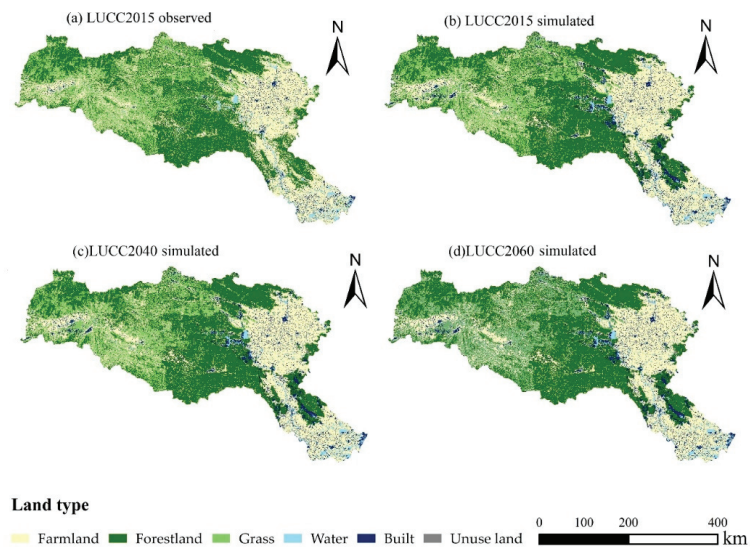 (a) LUCC2015 observed
N
(b) LUCC2015 simulated
N
(c)LUCC2040 simulated
N
(d)LUCC2060 simulated
N
Land type
Farmland Forestland Grass Water Built Unuse land
0 100 200 400
km